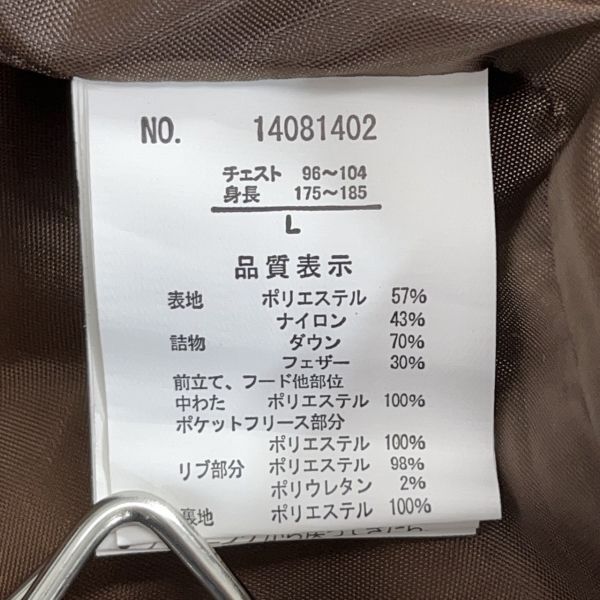 NO. 14081402
チェスト 96～104
身長 175～185
L
品質表示
表地 ポリエステル 57%
ナイロン 43%
詰物 ダウン 70%
フェザー 30%
前立て、フード他部位
中わた ポリエステル 100%
ポケットフリース部分
ポリエステル 100%
リブ部分 ポリエステル 98%
ポリウレタン 2%
裏地 ポリエステル 100%